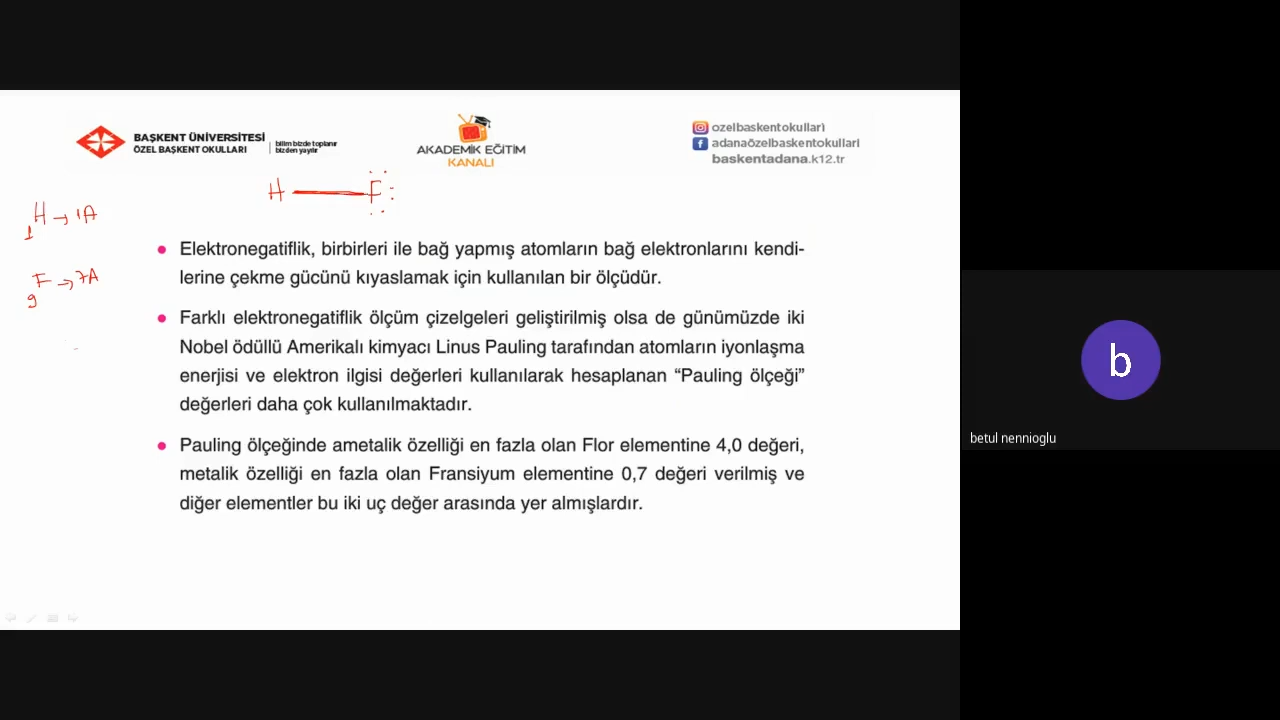 BAŞKENT ÜNİVERSİTESİ
ÖZEL BAŞKENT OKULLARI
bilim bizde toplanır
bizden yayılır
AKADEMİK EĞİTİM
KANALI
ozelbaskentokullari
adanaözelbaskentokullari
baskentadana.k12.tr
H F
1H → 1A
9F → 7A
• Elektronegatiflik, birbirleri ile bağ yapmış atomların bağ elektronlarını kendi-
lerine çekme gücünü kıyaslamak için kullanılan bir ölçüdür.
• Farklı elektronegatiflik ölçüm çizelgeleri geliştirilmiş olsa de günümüzde iki
Nobel ödüllü Amerikalı kimyacı Linus Pauling tarafından atomların iyonlaşma
enerjisi ve elektron ilgisi değerleri kullanılarak hesaplanan “Pauling ölçeği”
değerleri daha çok kullanılmaktadır.
• Pauling ölçeğinde ametalik özelliği en fazla olan Flor elementine 4,0 değeri,
metalik özelliği en fazla olan Fransiyum elementine 0,7 değeri verilmiş ve
diğer elementler bu iki uç değer arasında yer almışlardır.
b
betul nennioglu